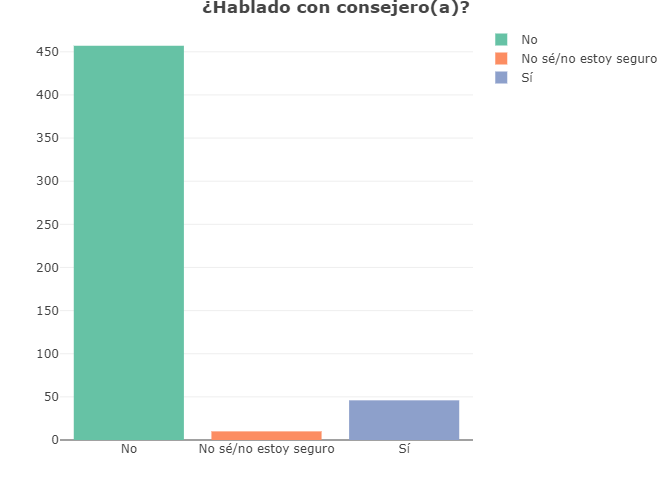 ¿Hablado con consejero(a)?
450
400
350
300
250
200
150
100
50
0
No
No sé/no estoy seguro
Sí
No
No sé/no estoy seguro
Sí